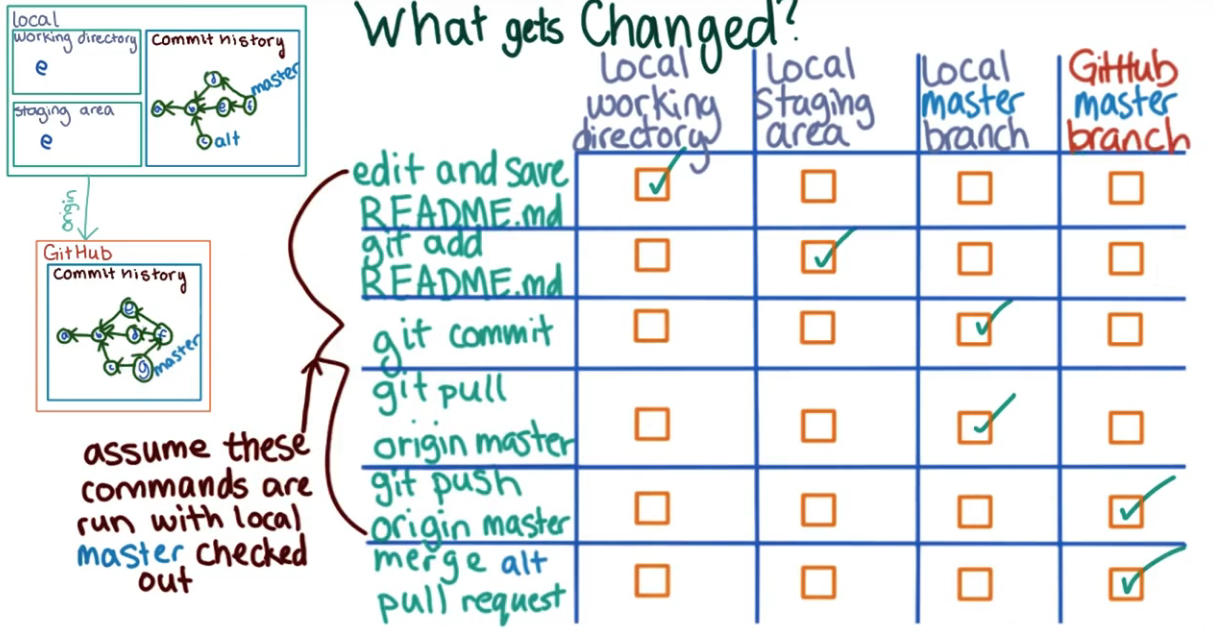 What gets Changed?
local
working directory
e
staging area
e
Commit history
d
master
a b e f
c alt
origin
GitHub
Commit history
e
a b d f
c g master
assume these
commands are
run with local
master checked
out
Local
working
directory
Local
Staging
area
Local
master
branch
GitHub
master
branch
edit and save
README.md
git add
README.md
git commit
git pull
origin master
git push
origin master
merge alt
pull request